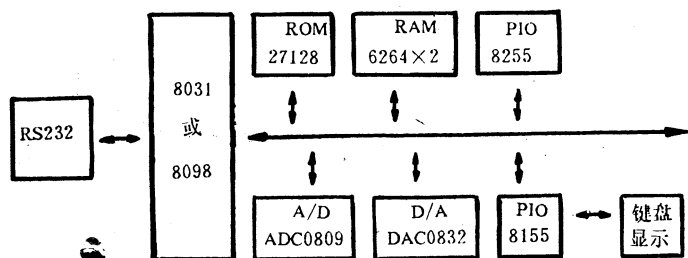 RS232
8031
或
8098
ROM
27128
RAM
6264×2
PIO
8255
A/D
ADC0809
D/A
DAC0832
PIO
8155
键盘
显示